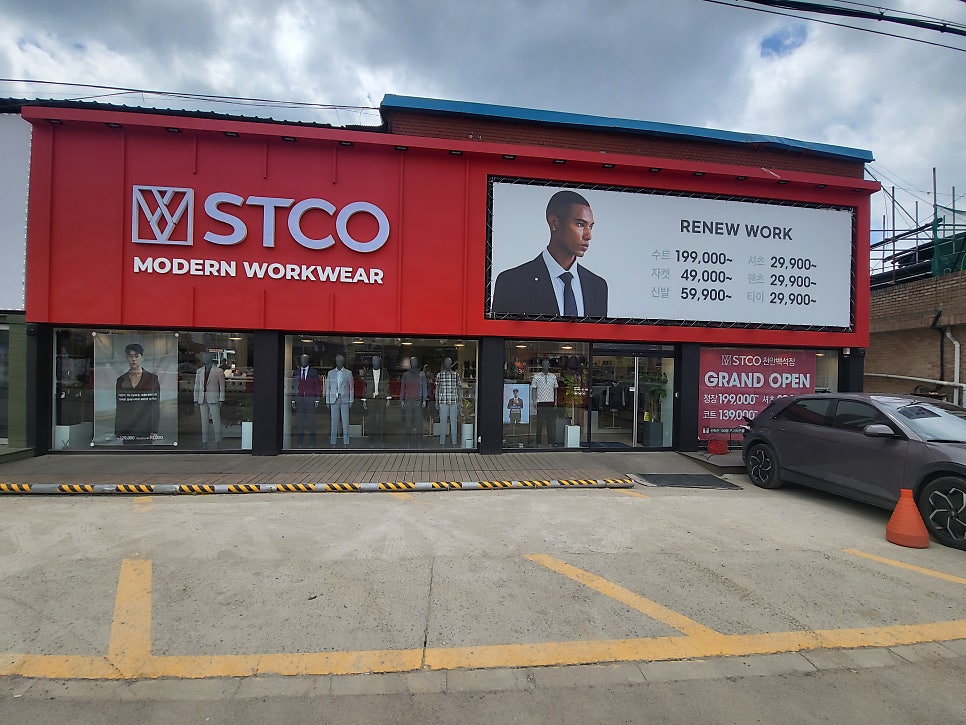 STCO
MODERN WORKWEAR
RENEW WORK
수트 199,000~ 셔츠 29,900~
자켓 49,000~ 팬츠 29,900~
신발 59,900~ 타이 29,900~
STCO 천안백석점
GRAND OPEN
정장 199,000 셔츠
코트 139,000